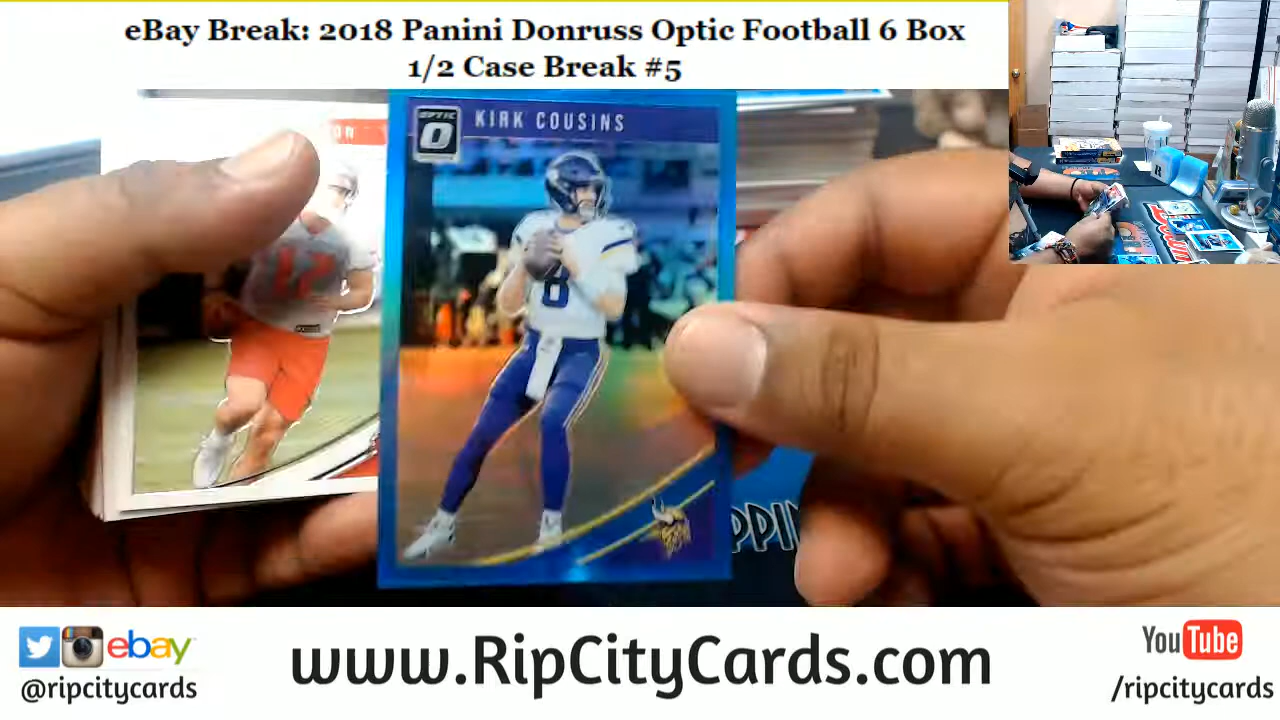 eBay Break: 2018 Panini Donruss Optic Football 6 Box
1/2 Case Break #5
OPTIC
KIRK COUSINS
8
12
ebay
@ripcitycards
www.RipCityCards.com
YouTube
/ripcitycards